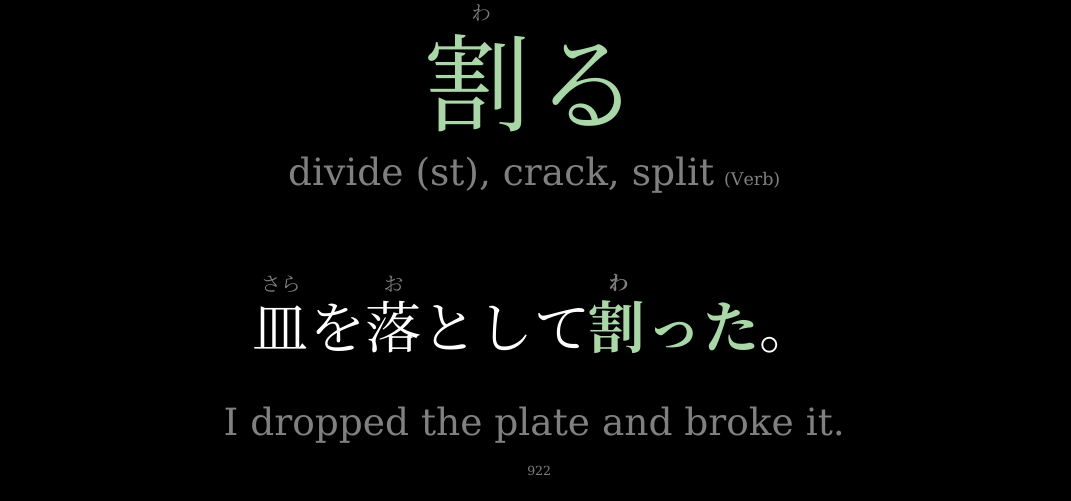 わ
割る
divide (st), crack, split (Verb)
さら お わ
皿を落として割った。
I dropped the plate and broke it.
922